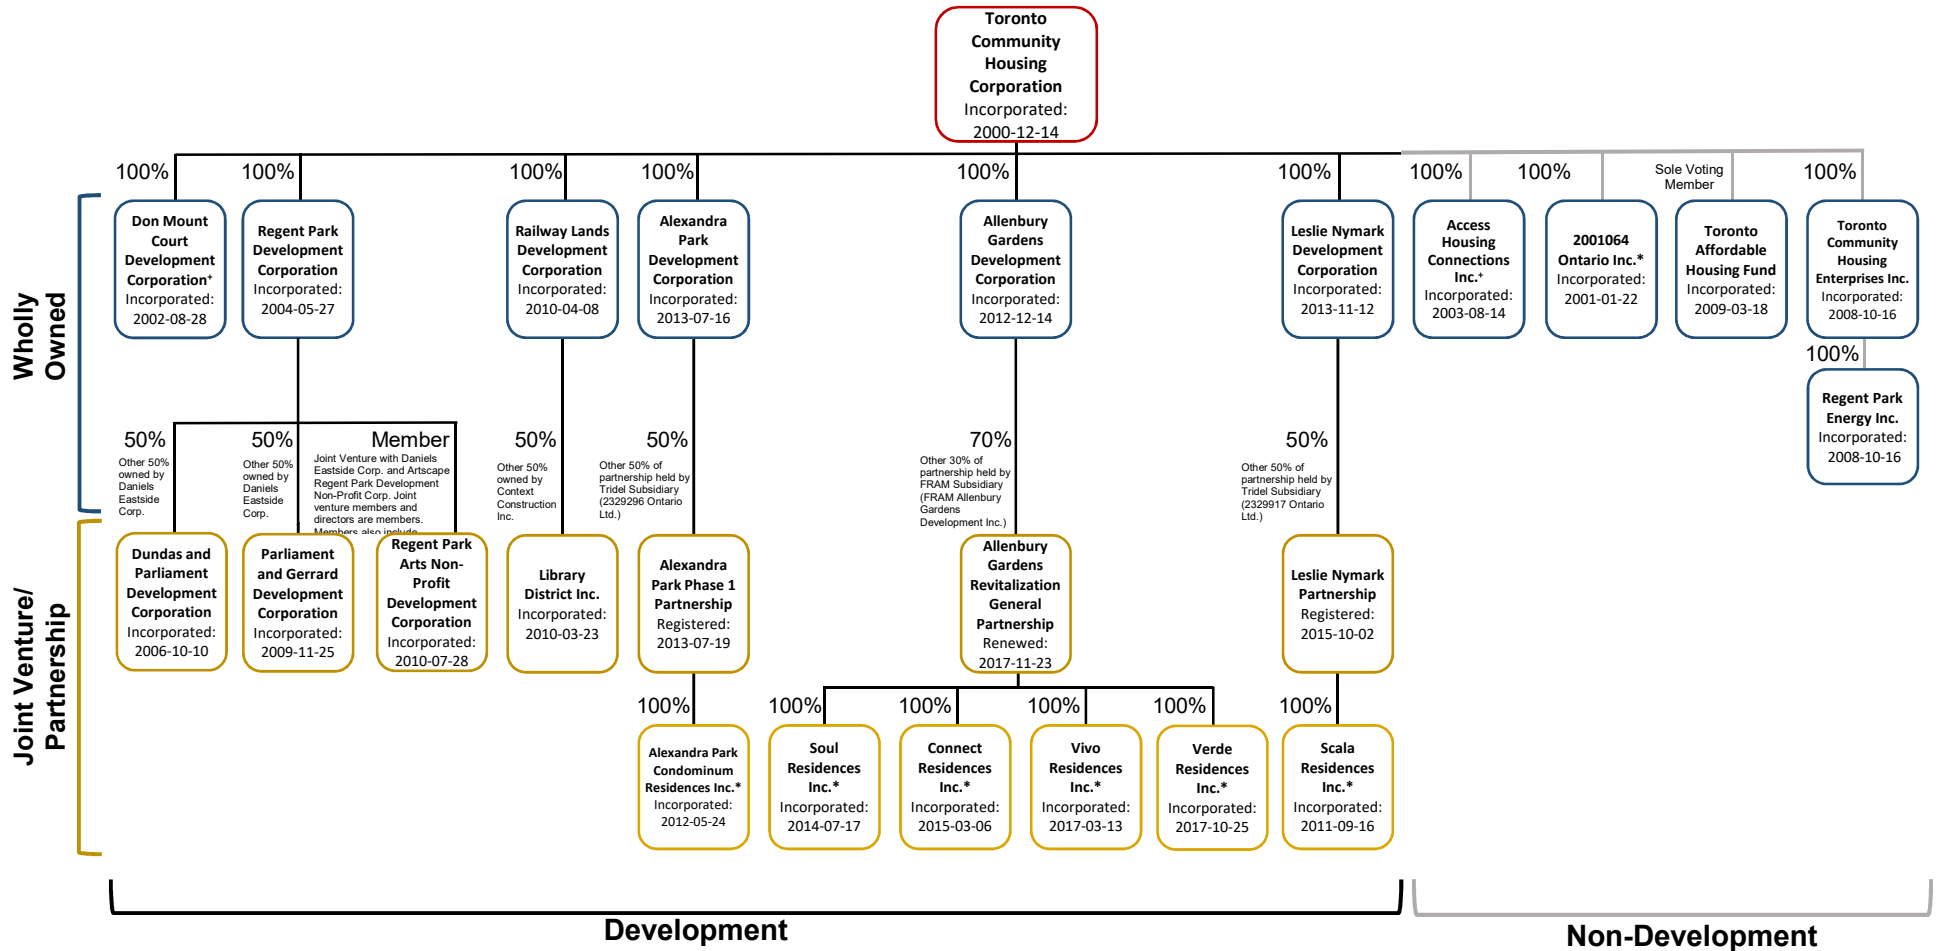 Toronto
Community
Housing
Corporation
Incorporated:
2000-12-14
100%
100%
100%
100%
100%
100%
100%
100%
Sole Voting
Member
100%
Wholly
Owned
Don Mount
Court
Development
Corporation⁺
Incorporated:
2002-08-28
Regent Park
Development
Corporation
Incorporated:
2004-05-27
Railway Lands
Development
Corporation
Incorporated:
2010-04-08
Alexandra
Park
Development
Corporation
Incorporated:
2013-07-16
Allenbury
Gardens
Development
Corporation
Incorporated:
2012-12-14
Leslie Nymark
Development
Corporation
Incorporated:
2013-11-12
Access
Housing
Connections
Inc.⁺
Incorporated:
2003-08-14
2001064
Ontario Inc.*
Incorporated:
2001-01-22
Toronto
Affordable
Housing Fund
Incorporated:
2009-03-18
Toronto
Community
Housing
Enterprises Inc.
Incorporated:
2008-10-16
100%
Regent Park
Energy Inc.
Incorporated:
2008-10-16
50%
Other 50%
owned by
Daniels
Eastside
Corp.
50%
Other 50%
owned by
Daniels
Eastside
Corp.
Member
Joint Venture with Daniels
Eastside Corp. and Artscape
Regent Park Development
Non-Profit Corp. Joint
venture members and
directors are members.
Members also include
50%
Other 50%
owned by
Context
Construction
Inc.
50%
Other 50% of
partnership held by
Tridel Subsidiary
(2329296 Ontario
Ltd.)
70%
Other 30% of
partnership held by
FRAM Subsidiary
(FRAM Allenbury
Gardens
Development Inc.)
50%
Other 50% of
partnership held by
Tridel Subsidiary
(2329917 Ontario
Ltd.)
Joint Venture/
Partnership
Dundas and
Parliament
Development
Corporation
Incorporated:
2006-10-10
Parliament
and Gerrard
Development
Corporation
Incorporated:
2009-11-25
Regent Park
Arts Non-
Profit
Development
Corporation
Incorporated:
2010-07-28
Library
District Inc.
Incorporated:
2010-03-23
Alexandra
Park Phase 1
Partnership
Registered:
2013-07-19
Allenbury
Gardens
Revitalization
General
Partnership
Renewed:
2017-11-23
Leslie Nymark
Partnership
Registered:
2015-10-02
100%
100%
100%
100%
100%
100%
Alexandra Park
Condominum
Residences Inc.*
Incorporated:
2012-05-24
Soul
Residences
Inc.*
Incorporated:
2014-07-17
Connect
Residences
Inc.*
Incorporated:
2015-03-06
Vivo
Residences
Inc.*
Incorporated:
2017-03-13
Verde
Residences
Inc.*
Incorporated:
2017-10-25
Scala
Residences
Inc.*
Incorporated:
2011-09-16
Development
Non-Development